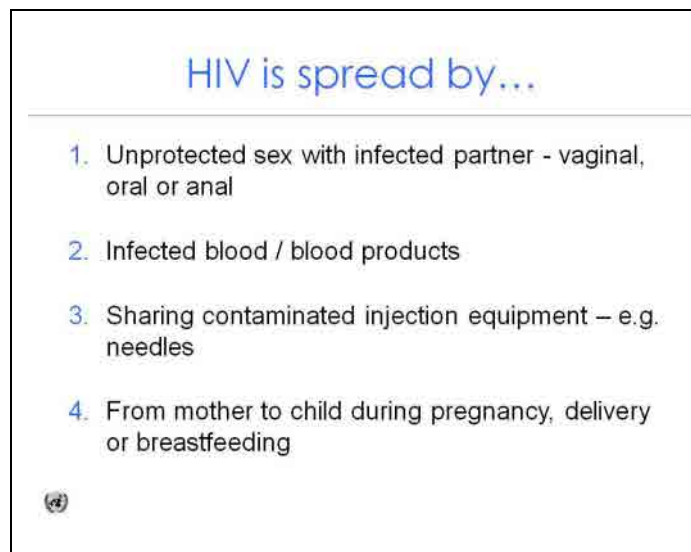 HIV is spread by...
1. Unprotected sex with infected partner - vaginal,
oral or anal
2. Infected blood / blood products
3. Sharing contaminated injection equipment – e.g.
needles
4. From mother to child during pregnancy, delivery
or breastfeeding